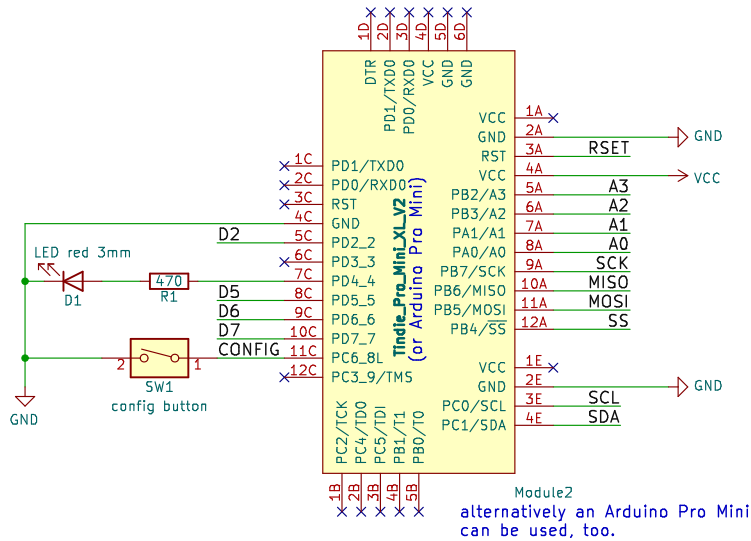 1D 2D 3D 4D 5D 6D
DTR
PD1/TXD0
PD0/RXD0
VCC
GND
GND
1C PD1/TXD0
2C PD0/RXD0
3C RST
4C GND
D2 5C PD2_2
6C PD3_3
7C PD4_4
D5 8C PD5_5
D6 9C PD6_6
D7 10C PD7_7
CONFIG 11C PC6_8L
12C PC3_9/TMS
LED red 3mm
D1
470
R1
2 1
SW1
config button
GND
Tindie_Pro_Mini_XL_V2
(or Arduino Pro Mini)
VCC 1A
GND 2A GND
RST 3A RSET
VCC 4A VCC
PB2/A3 5A A3
PB3/A2 6A A2
PA1/A1 7A A1
PA0/A0 8A A0
PB7/SCK 9A SCK
PB6/MISO 10A MISO
PB5/MOSI 11A MOSI
PB4/SS 12A SS
VCC 1E
GND 2E GND
PC0/SCL 3E SCL
PC1/SDA 4E SDA
PC2/TCK
PC4/TDO
PC5/TDI
PB1/T1
PB0/T0
1B 2B 3B 4B 5B
Module2
alternatively an Arduino Pro Mini
can be used, too.